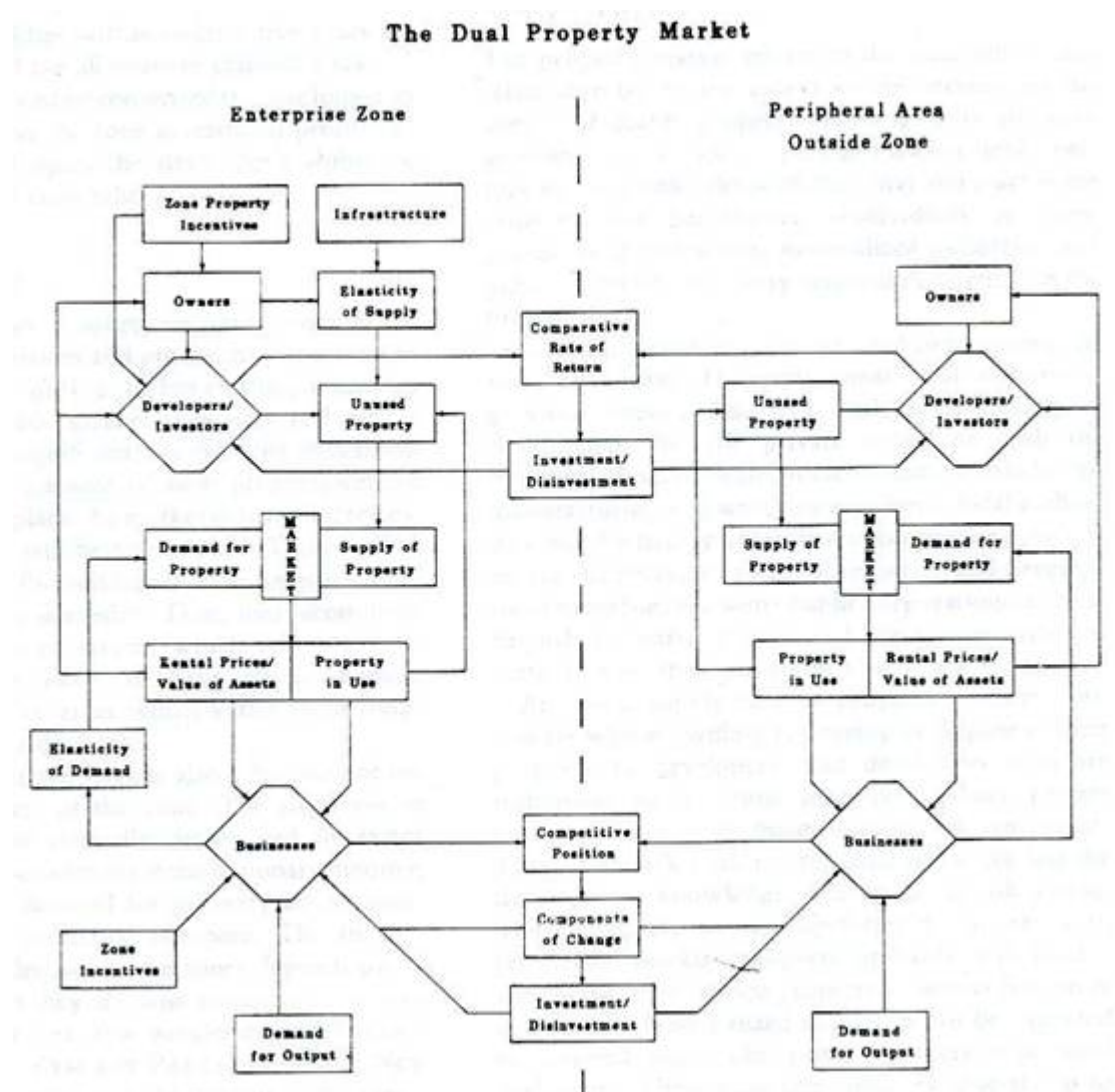 The Dual Property Market
Enterprise Zone
Peripheral Area
Outside Zone
Zone Property
Incentives
Infrastructure
Owners
Elasticity
of Supply
Owners
Comparative
Rate of
Return
Developers/
Investors
Unused
Property
Unused
Property
Developers/
Investors
Investment/
Disinvestment
Demand for
Property
MARKET
Supply of
Property
Supply of
Property
MARKET
Demand for
Property
Rental Prices/
Value of Assets
Property
in Use
Property
in Use
Rental Prices/
Value of Assets
Elasticity
of Demand
Businesses
Competitive
Position
Businesses
Components
of Change
Zone
Incentives
Investment/
Disinvestment
Demand
for Output
Demand
for Output